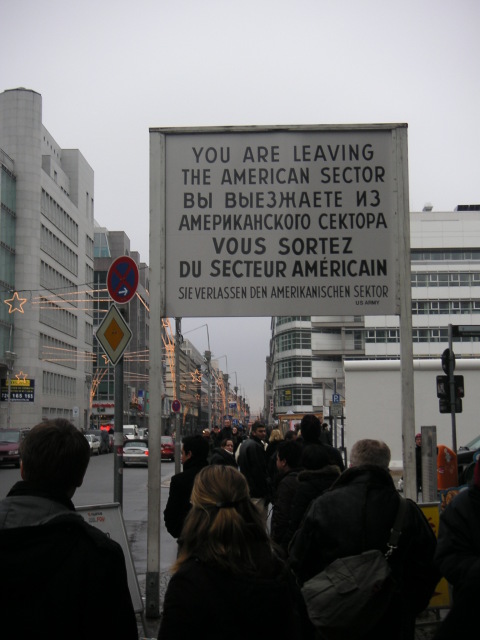 YOU ARE LEAVING
THE AMERICAN SECTOR
ВЫ ВЫЕЗЖАЕТЕ ИЗ
АМЕРИКАНСКОГО СЕКТОРА
VOUS SORTEZ
DU SECTEUR AMÉRICAIN
SIE VERLASSEN DEN AMERIKANISCHEN SEKTOR
US ARMY